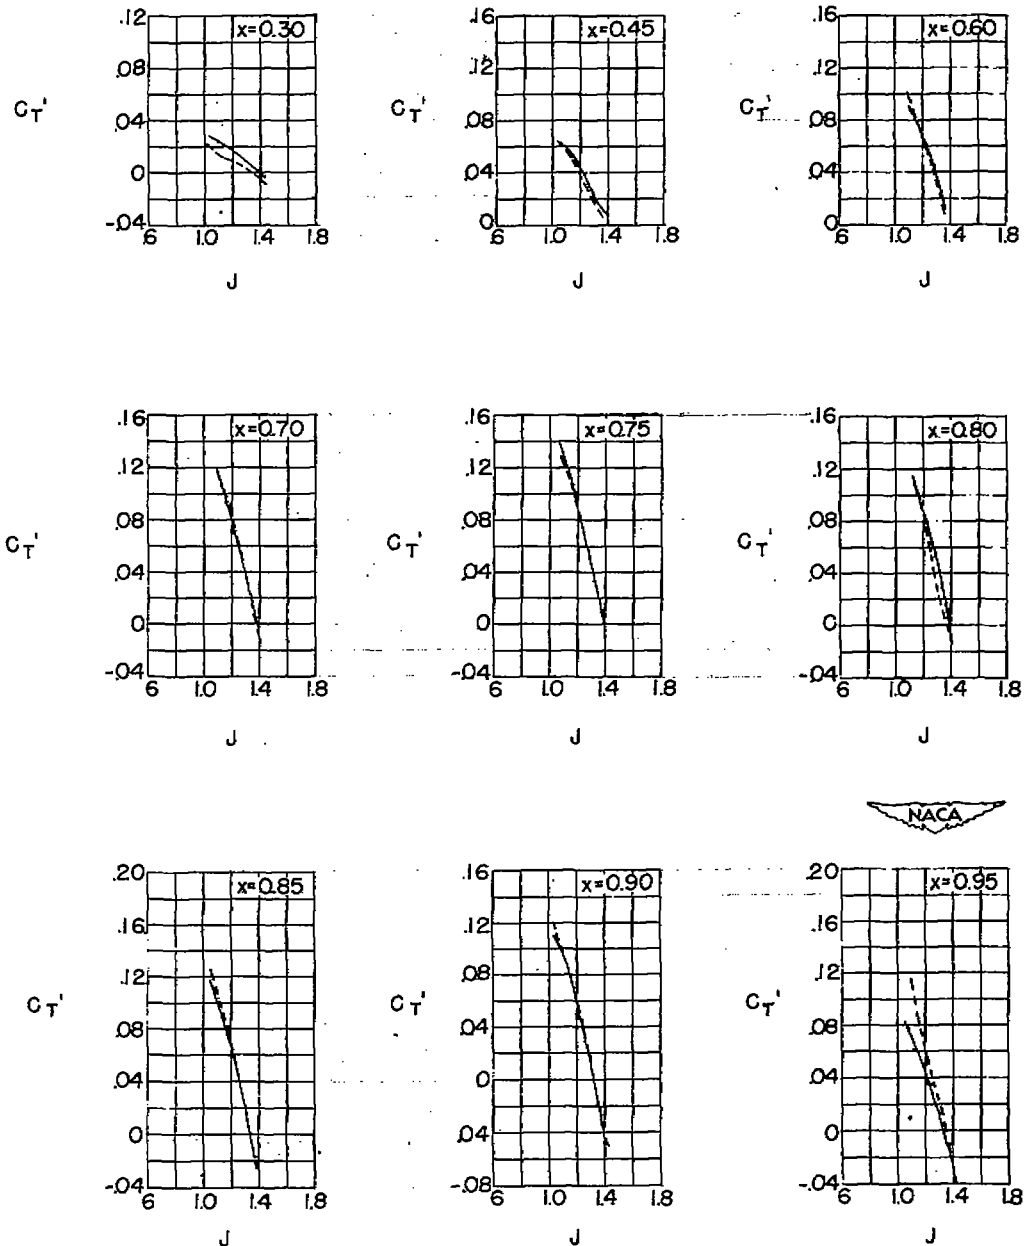 .12
x=0.30
.08
.04
0
-.04
C_T'
.6 1.0 1.4 1.8
J
.16
x=0.45
.12
.08
.04
0
C_T'
.6 1.0 1.4 1.8
J
.16
x=0.60
.12
.08
.04
0
C_T'
.6 1.0 1.4 1.8
J
.16
x=0.70
.12
.08
.04
0
-.04
C_T'
.6 1.0 1.4 1.8
J
.16
x=0.75
.12
.08
.04
0
-.04
C_T'
.6 1.0 1.4 1.8
J
.16
x=0.80
.12
.08
.04
0
-.04
C_T'
.6 1.0 1.4 1.8
J
NACA
.20
x=0.85
.16
.12
.08
.04
0
-.04
C_T'
.6 1.0 1.4 1.8
J
.16
x=0.90
.12
.08
.04
0
.04
-.08
C_T'
.6 1.0 1.4 1.8
J
.20
x=0.95
.16
.12
.08
.04
0
-.04
C_T'
.6 1.0 1.4 1.8
J